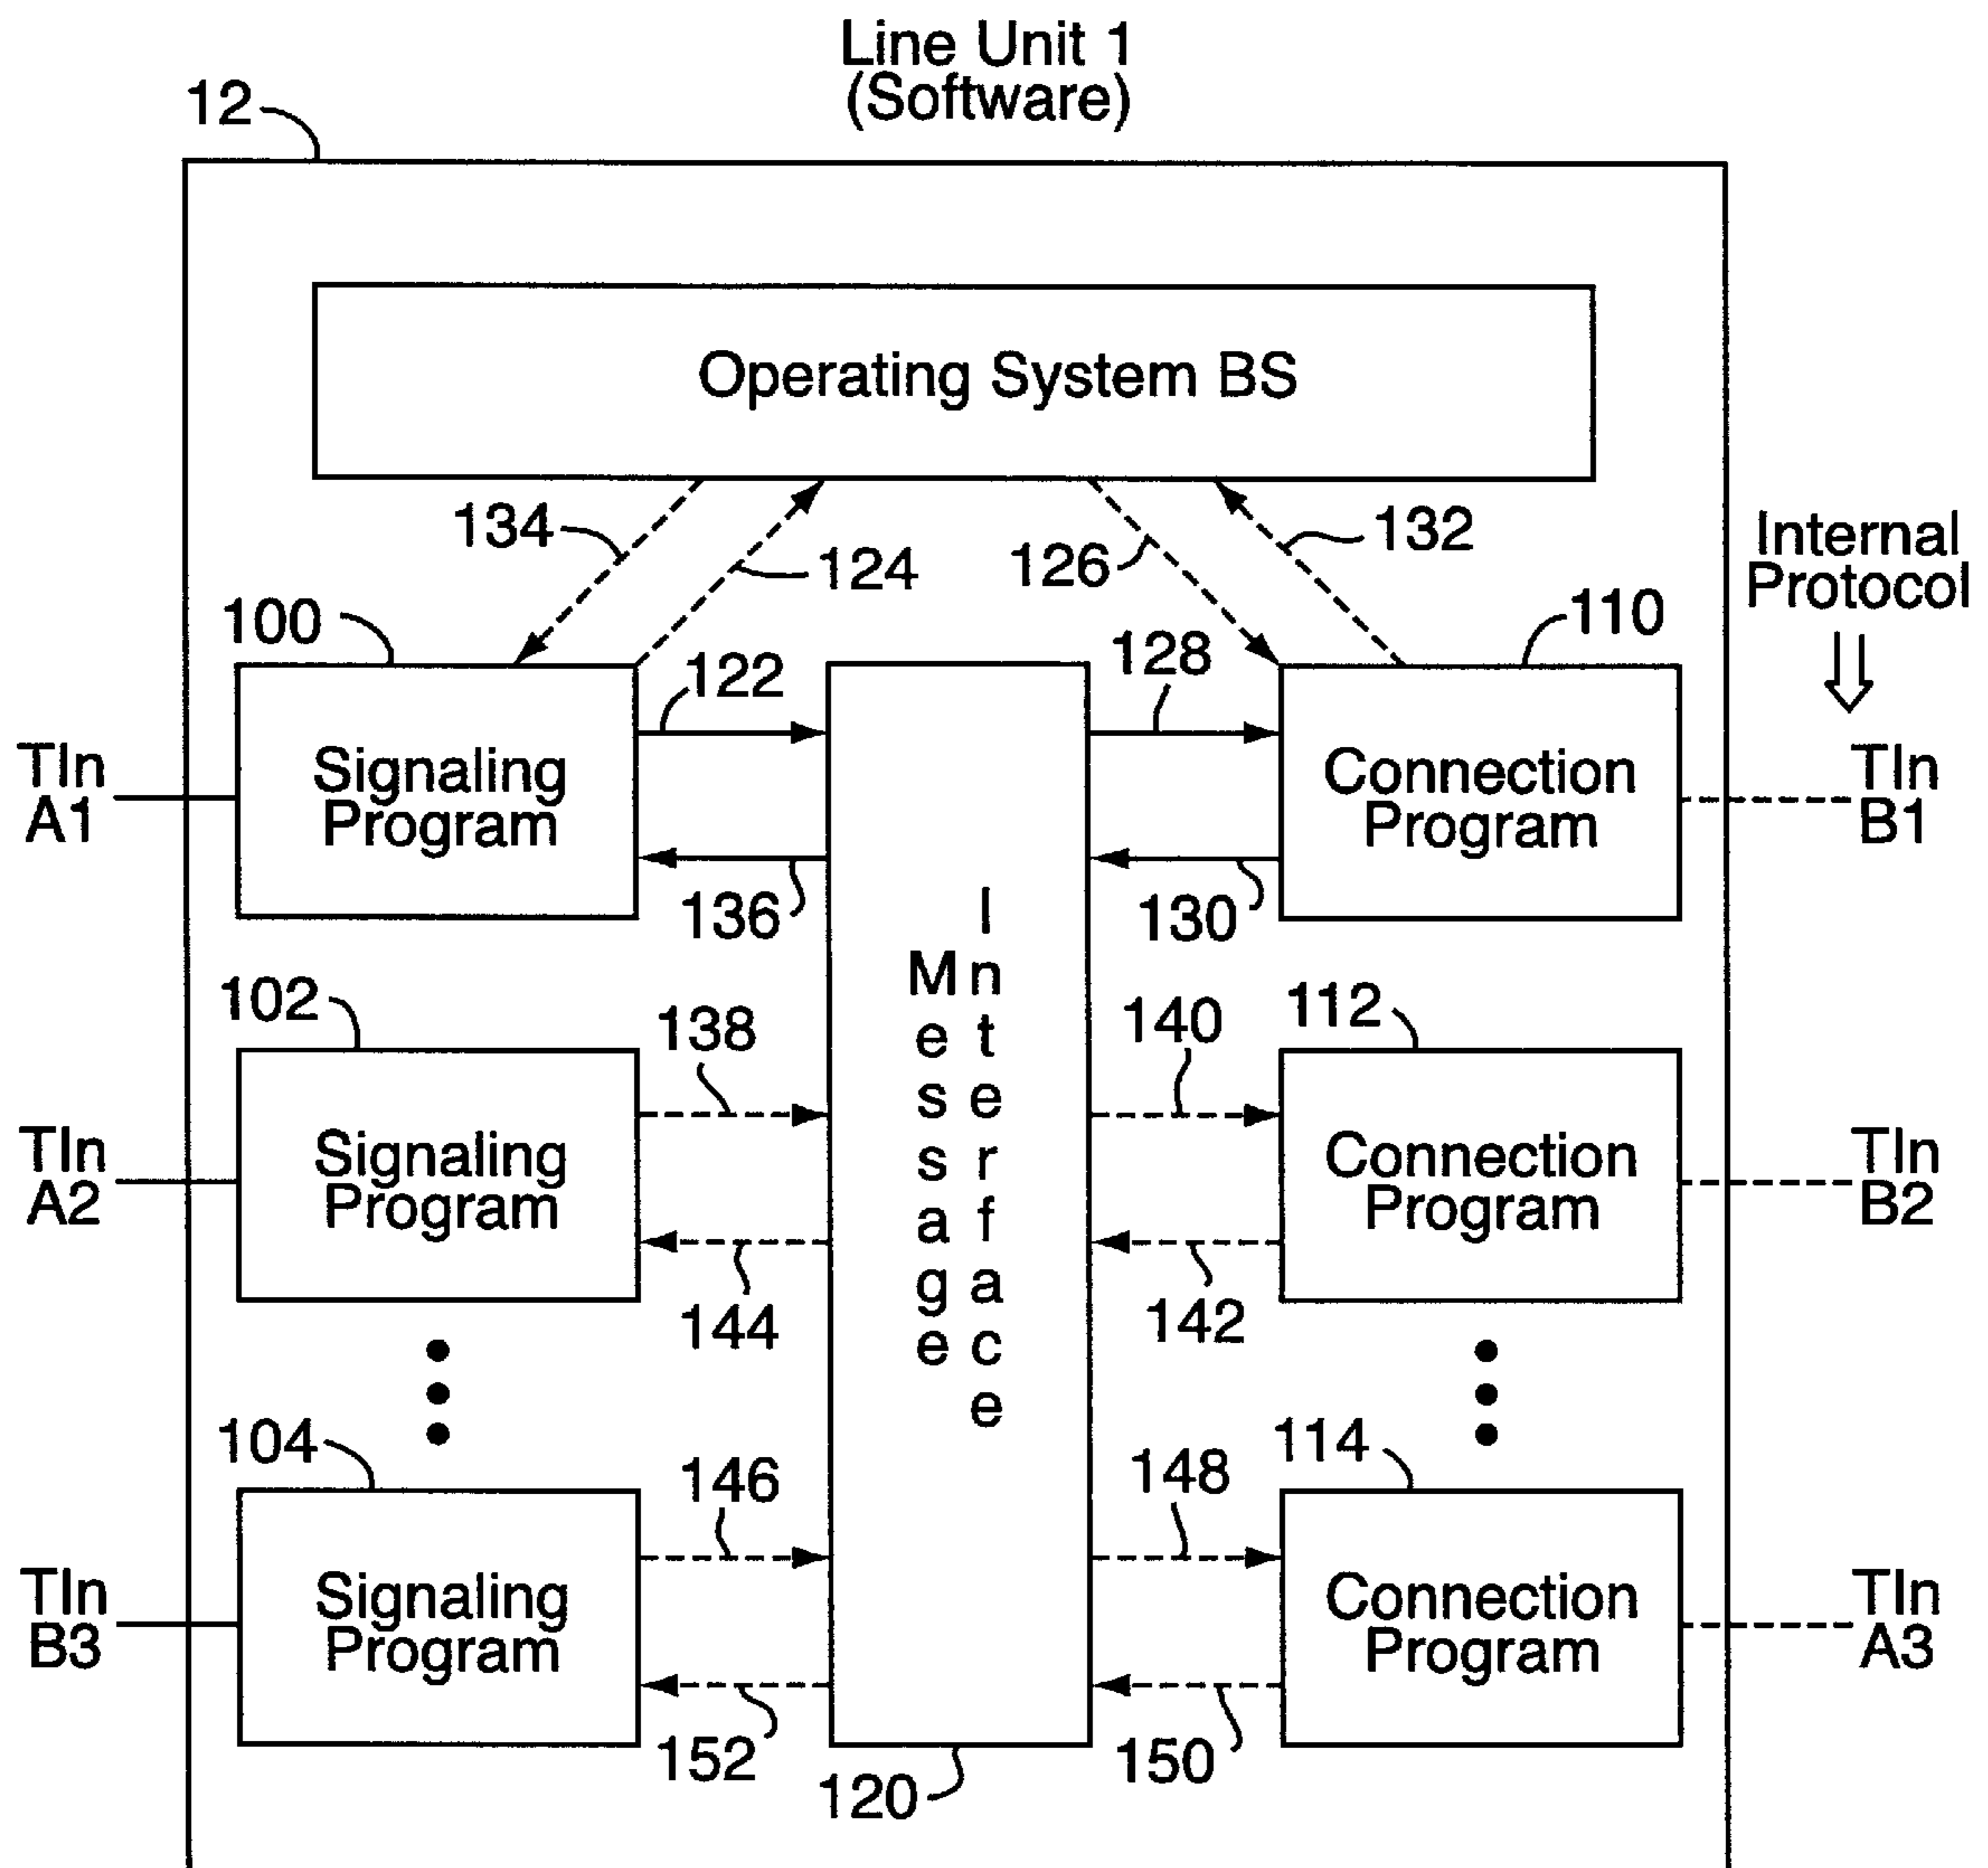 Line Unit 1
(Software)
12
Operating System BS
134
124
126
132
Internal
Protocol
100
122
128
110
TIn
A1
Signaling
Program
Connection
Program
TIn
B1
136
130
Message
Interface
102
138
140
112
TIn
A2
Signaling
Program
Connection
Program
TIn
B2
144
142
104
146
148
114
TIn
B3
Signaling
Program
Connection
Program
TIn
A3
152
120
150